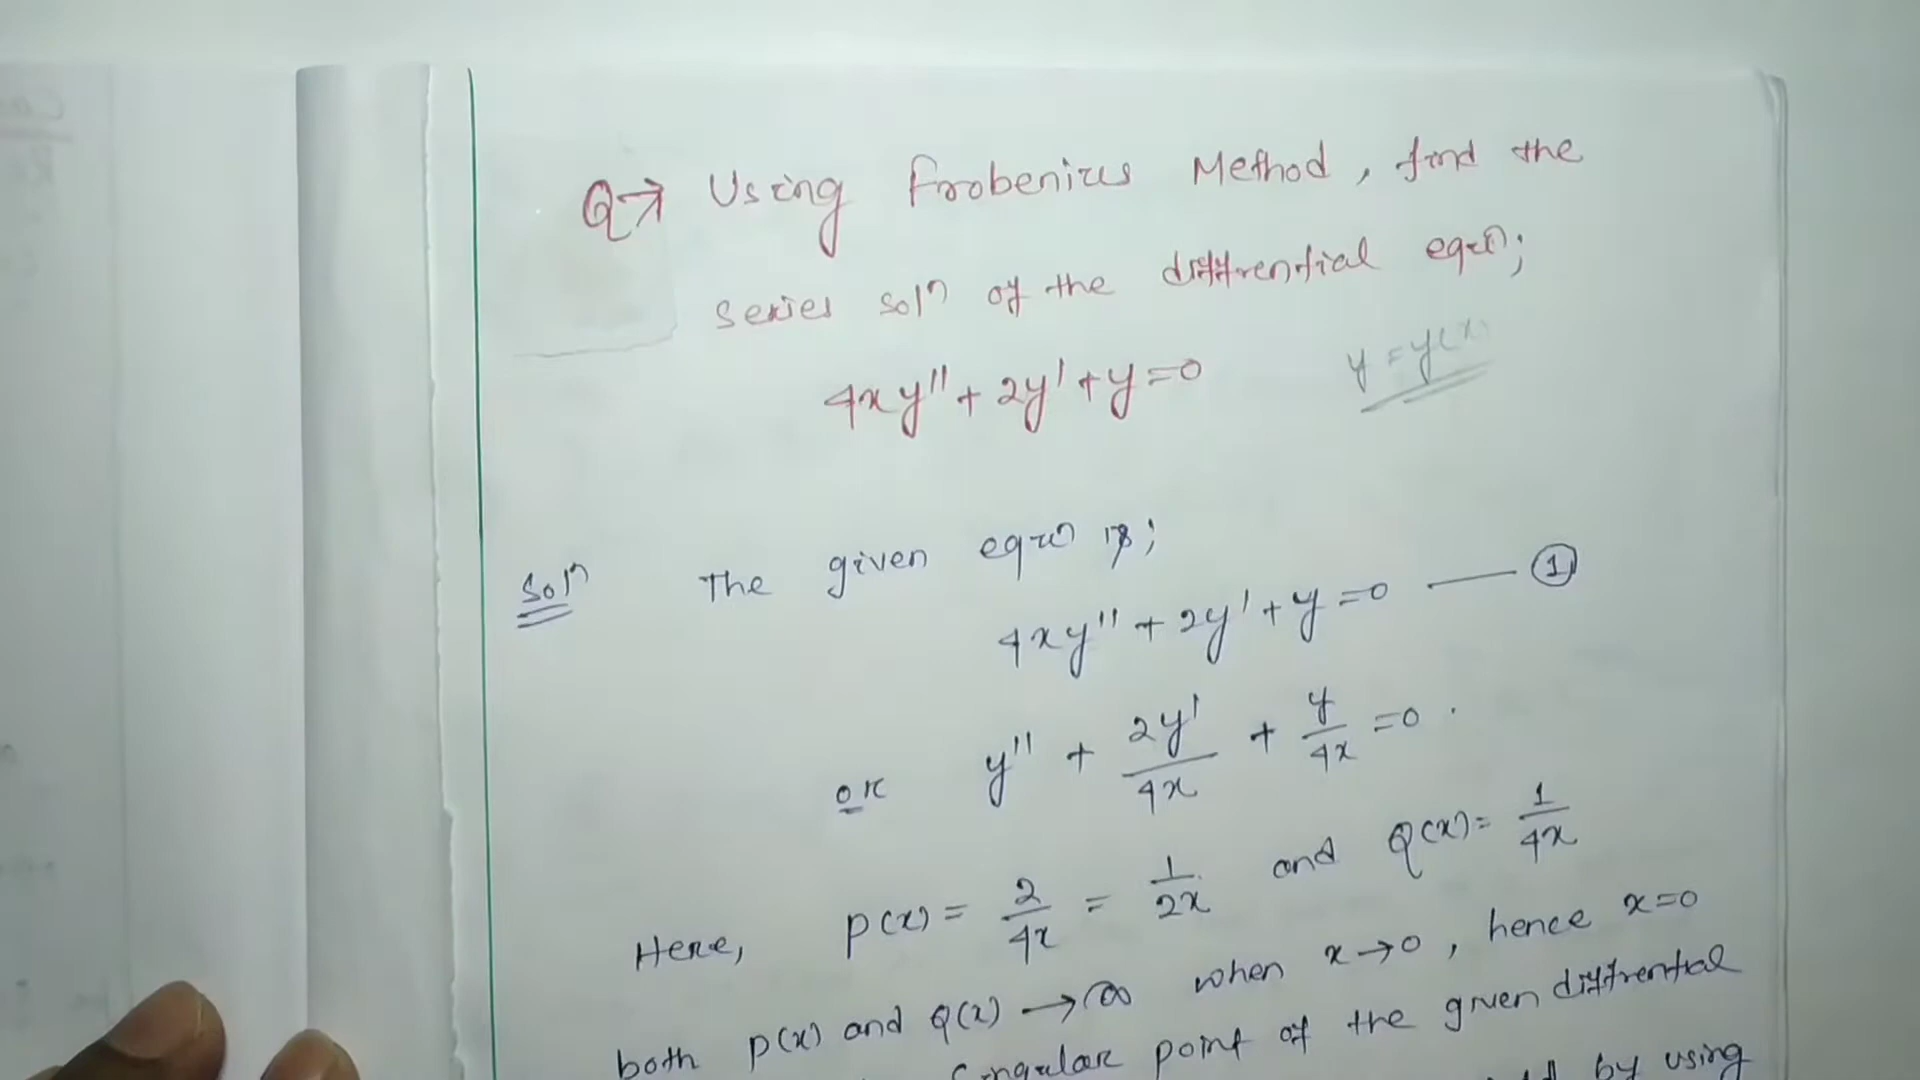 Q→ Using Frobenius Method, find the
series solⁿ of the diffrential eqn;
4xy'' + 2y' + y = 0
y = y(x)
Solⁿ The given eqn is;
4xy'' + 2y' + y = 0 —— ①
or y'' + 2y'/4x + y/4x = 0.
Here, P(x) = 2/4x = 1/2x and Q(x) = 1/4x
both P(x) and Q(x) → ∞ when x→0, hence x=0
singular point of the given diffrential
by using